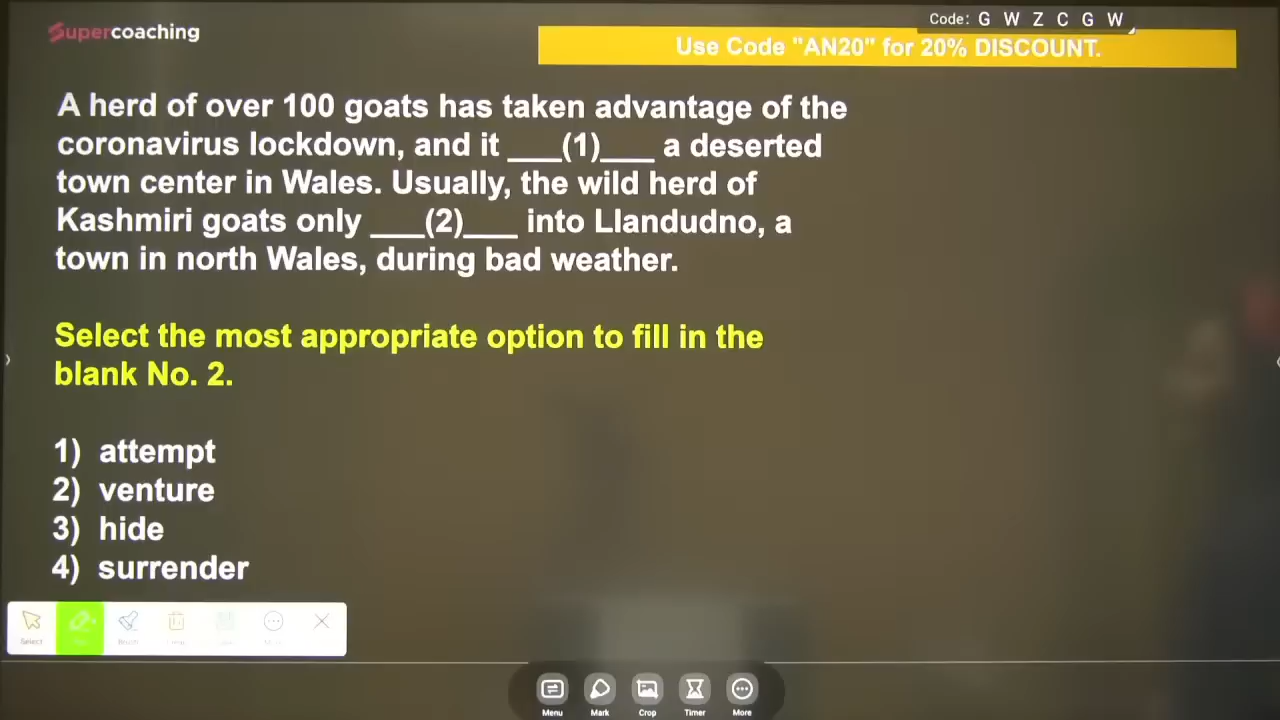 Supercoaching
Code: G W Z C G W
Use Code "AN20" for 20% DISCOUNT.
A herd of over 100 goats has taken advantage of the
coronavirus lockdown, and it ___(1)___ a deserted
town center in Wales. Usually, the wild herd of
Kashmiri goats only ___(2)___ into Llandudno, a
town in north Wales, during bad weather.
Select the most appropriate option to fill in the
blank No. 2.
1) attempt
2) venture
3) hide
4) surrender
Select
Menu Mark Crop Timer More